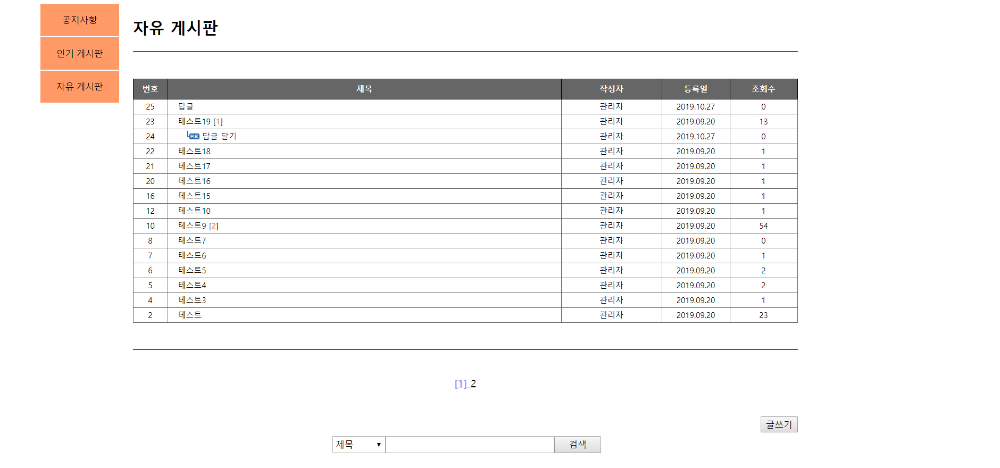 공지사항
인기 게시판
자유 게시판
자유 게시판
번호 제목 작성자 등록일 조회수
25 답글 관리자 2019.10.27 0
23 테스트19 [1] 관리자 2019.09.20 13
24 RE 답글 달기 관리자 2019.10.27 0
22 테스트18 관리자 2019.09.20 1
21 테스트17 관리자 2019.09.20 1
20 테스트16 관리자 2019.09.20 1
16 테스트15 관리자 2019.09.20 1
12 테스트10 관리자 2019.09.20 1
10 테스트9 [2] 관리자 2019.09.20 54
8 테스트7 관리자 2019.09.20 0
7 테스트6 관리자 2019.09.20 1
6 테스트5 관리자 2019.09.20 2
5 테스트4 관리자 2019.09.20 2
4 테스트3 관리자 2019.09.20 1
2 테스트 관리자 2019.09.20 23
[1] 2
글쓰기
제목 검색